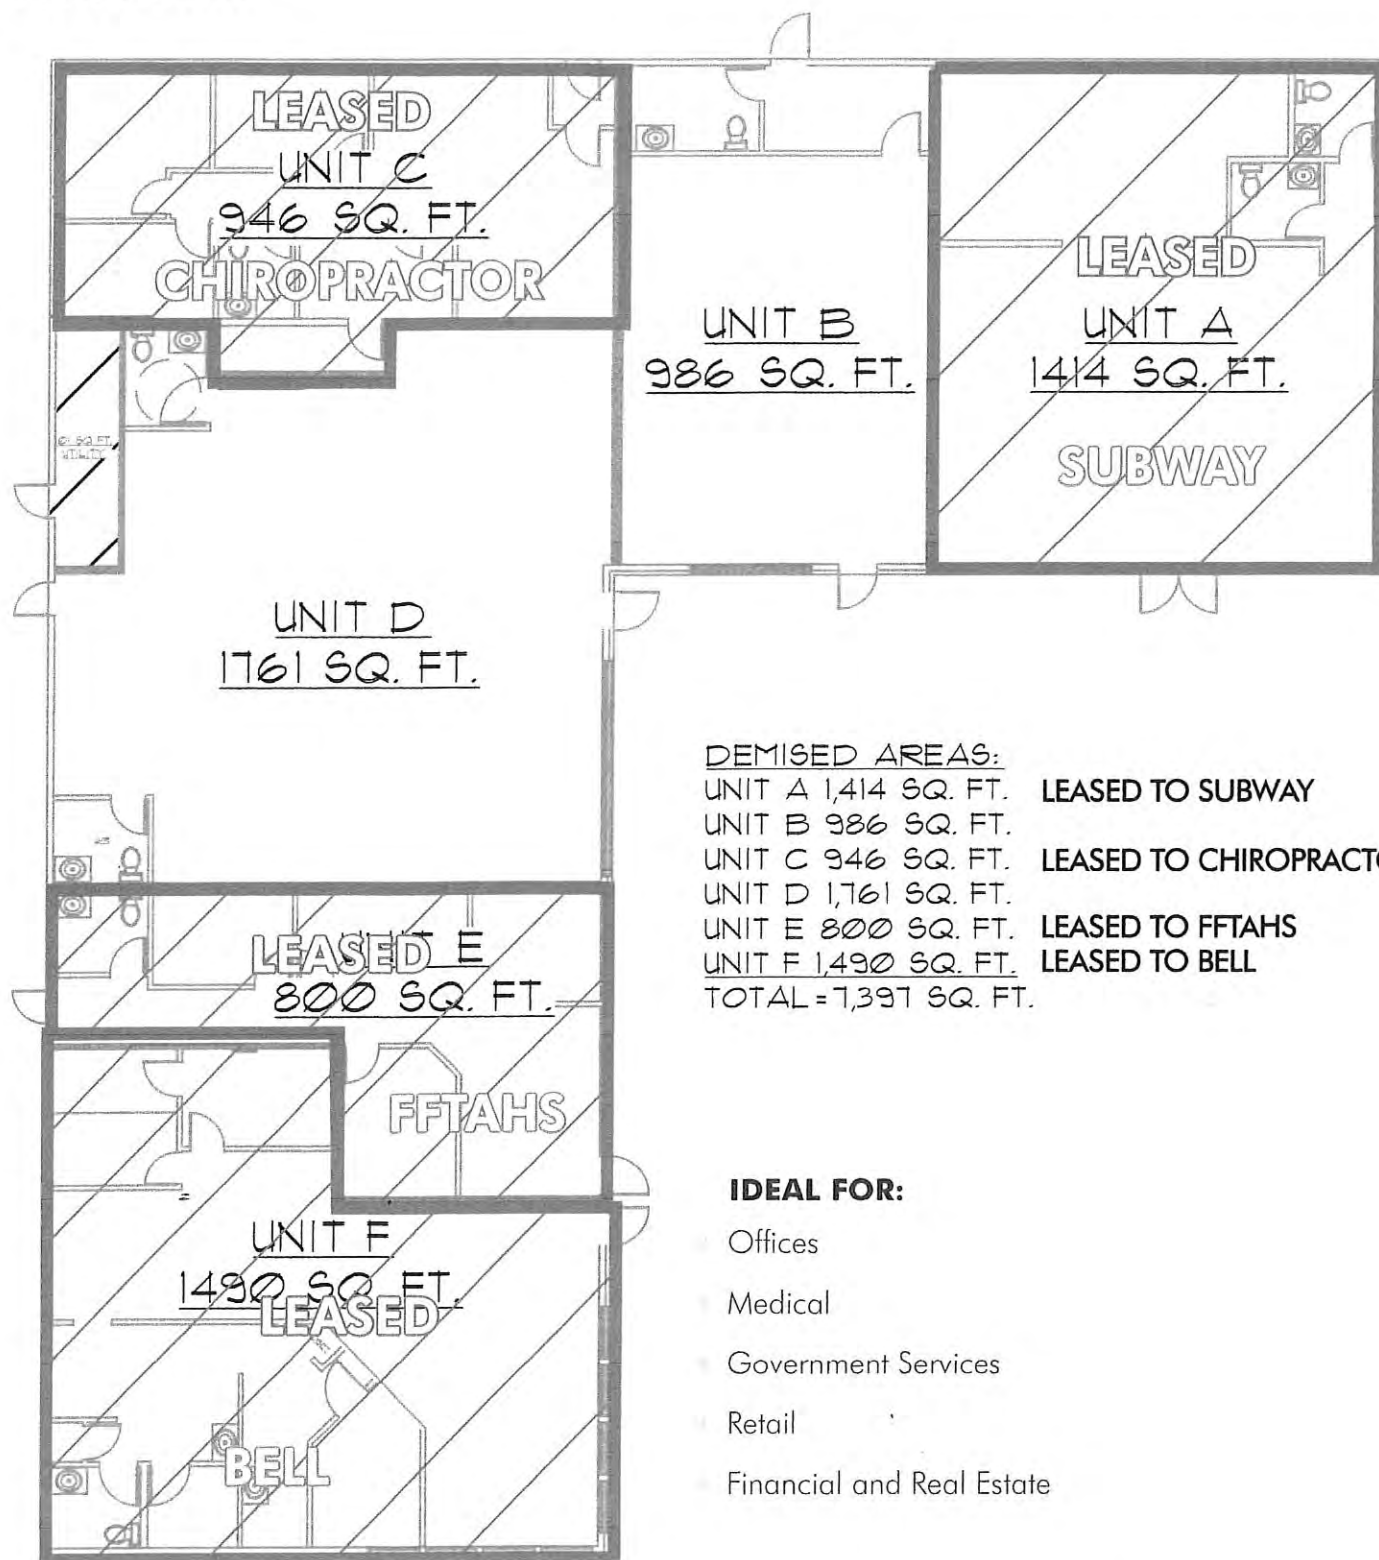 LEASED
UNIT C
946 SQ. FT.
CHIROPRACTOR
UNIT B
986 SQ. FT.
LEASED
UNIT A
1414 SQ. FT.
SUBWAY
SQ. FT.
UTILITY
UNIT D
1761 SQ. FT.
DEMISED AREAS:
UNIT A 1,414 SQ. FT. LEASED TO SUBWAY
UNIT B 986 SQ. FT.
UNIT C 946 SQ. FT. LEASED TO CHIROPRACTO
UNIT D 1,761 SQ. FT.
UNIT E 800 SQ. FT. LEASED TO FFTAHS
UNIT F 1,490 SQ. FT. LEASED TO BELL
TOTAL = 7,397 SQ. FT.
LEASED E
800 SQ. FT.
FFTAHS
UNIT F
1490 SQ. FT.
LEASED
BELL
IDEAL FOR:
Offices
Medical
Government Services
Retail
Financial and Real Estate